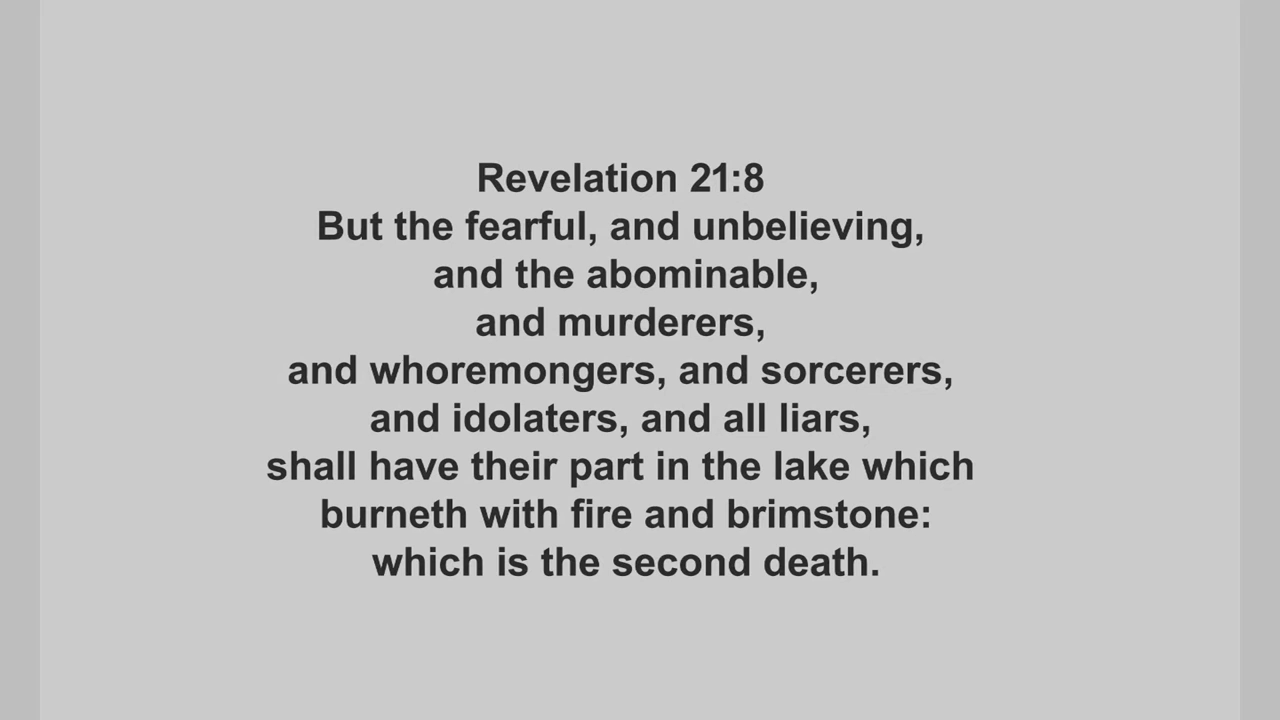 Revelation 21:8
But the fearful, and unbelieving,
and the abominable,
and murderers,
and whoremongers, and sorcerers,
and idolaters, and all liars,
shall have their part in the lake which
burneth with fire and brimstone:
which is the second death.